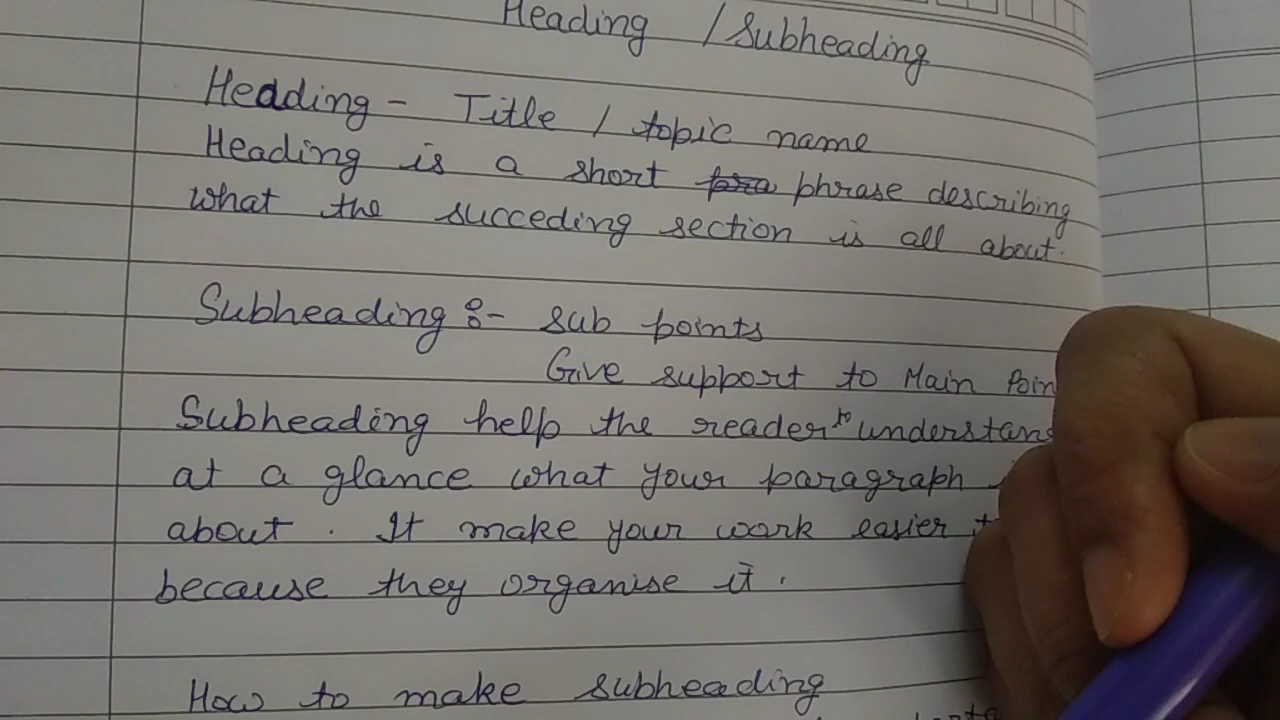 Heading / Subheading
Heading - Title / topic name
Heading is a short phrase describing
what the succeding section is all about.
Subheading :- sub points
Give support to Main
Subheading help the reader to understand
at a glance what your paragraph
about. It make your work easier
because they organise it.
How to make subheading